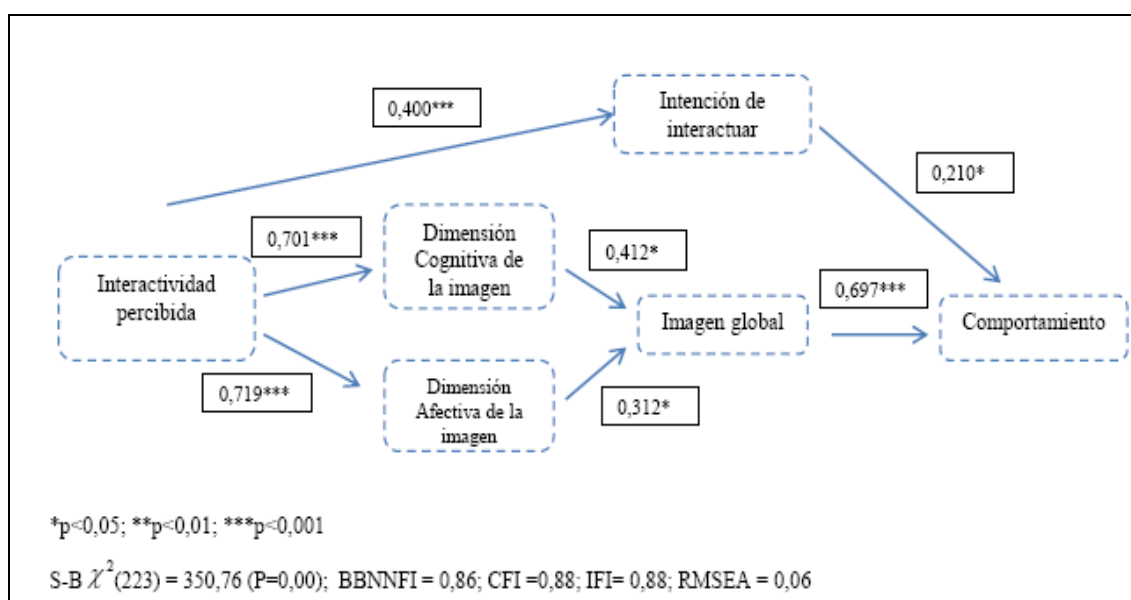 Intención de
interactuar
0,400***
0,210*
0,701***
Dimensión
Cognitiva de
la imagen
0,412*
Interactividad
percibida
0,697***
Imagen global
Comportamiento
0,719***
Dimensión
Afectiva de la
imagen
0,312*
*p<0,05; **p<0,01; ***p<0,001
S-B χ²(223) = 350,76 (P=0,00); BBNNFI = 0,86; CFI =0,88; IFI= 0,88; RMSEA = 0,06